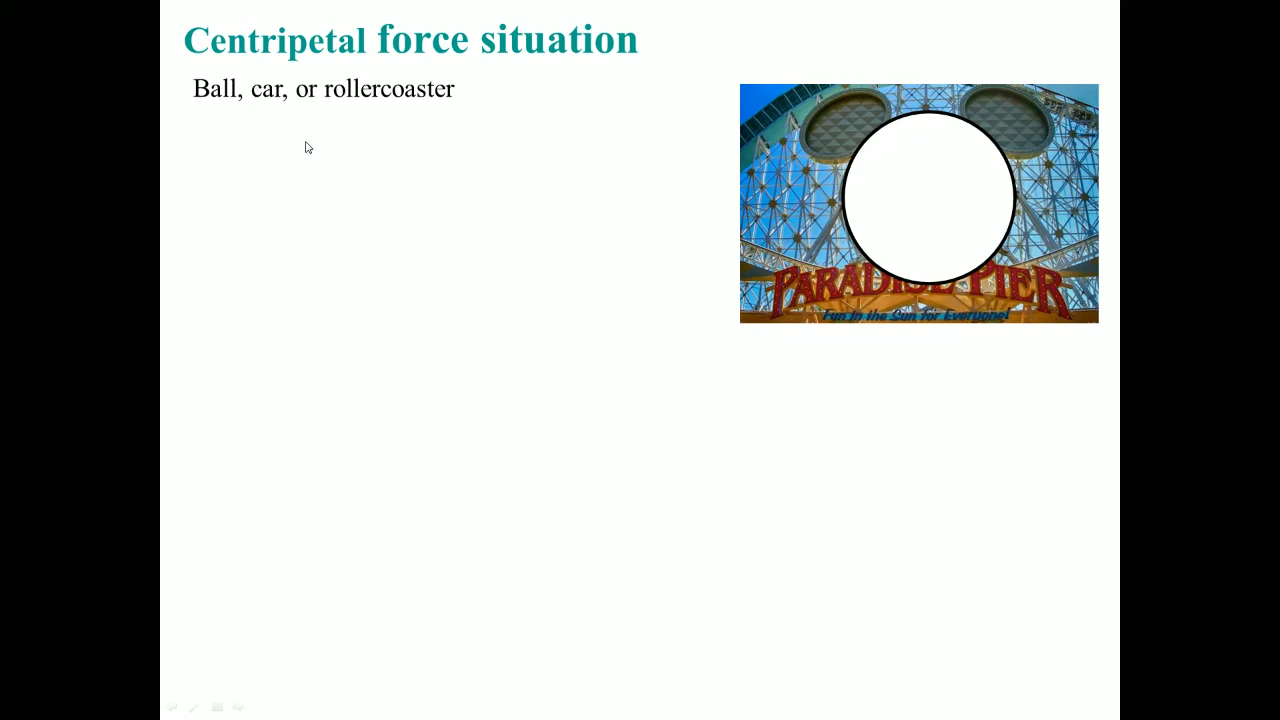 Centripetal force situation
Ball, car, or rollercoaster
PARADISE PIER
Fun in the Sun for Everyone!